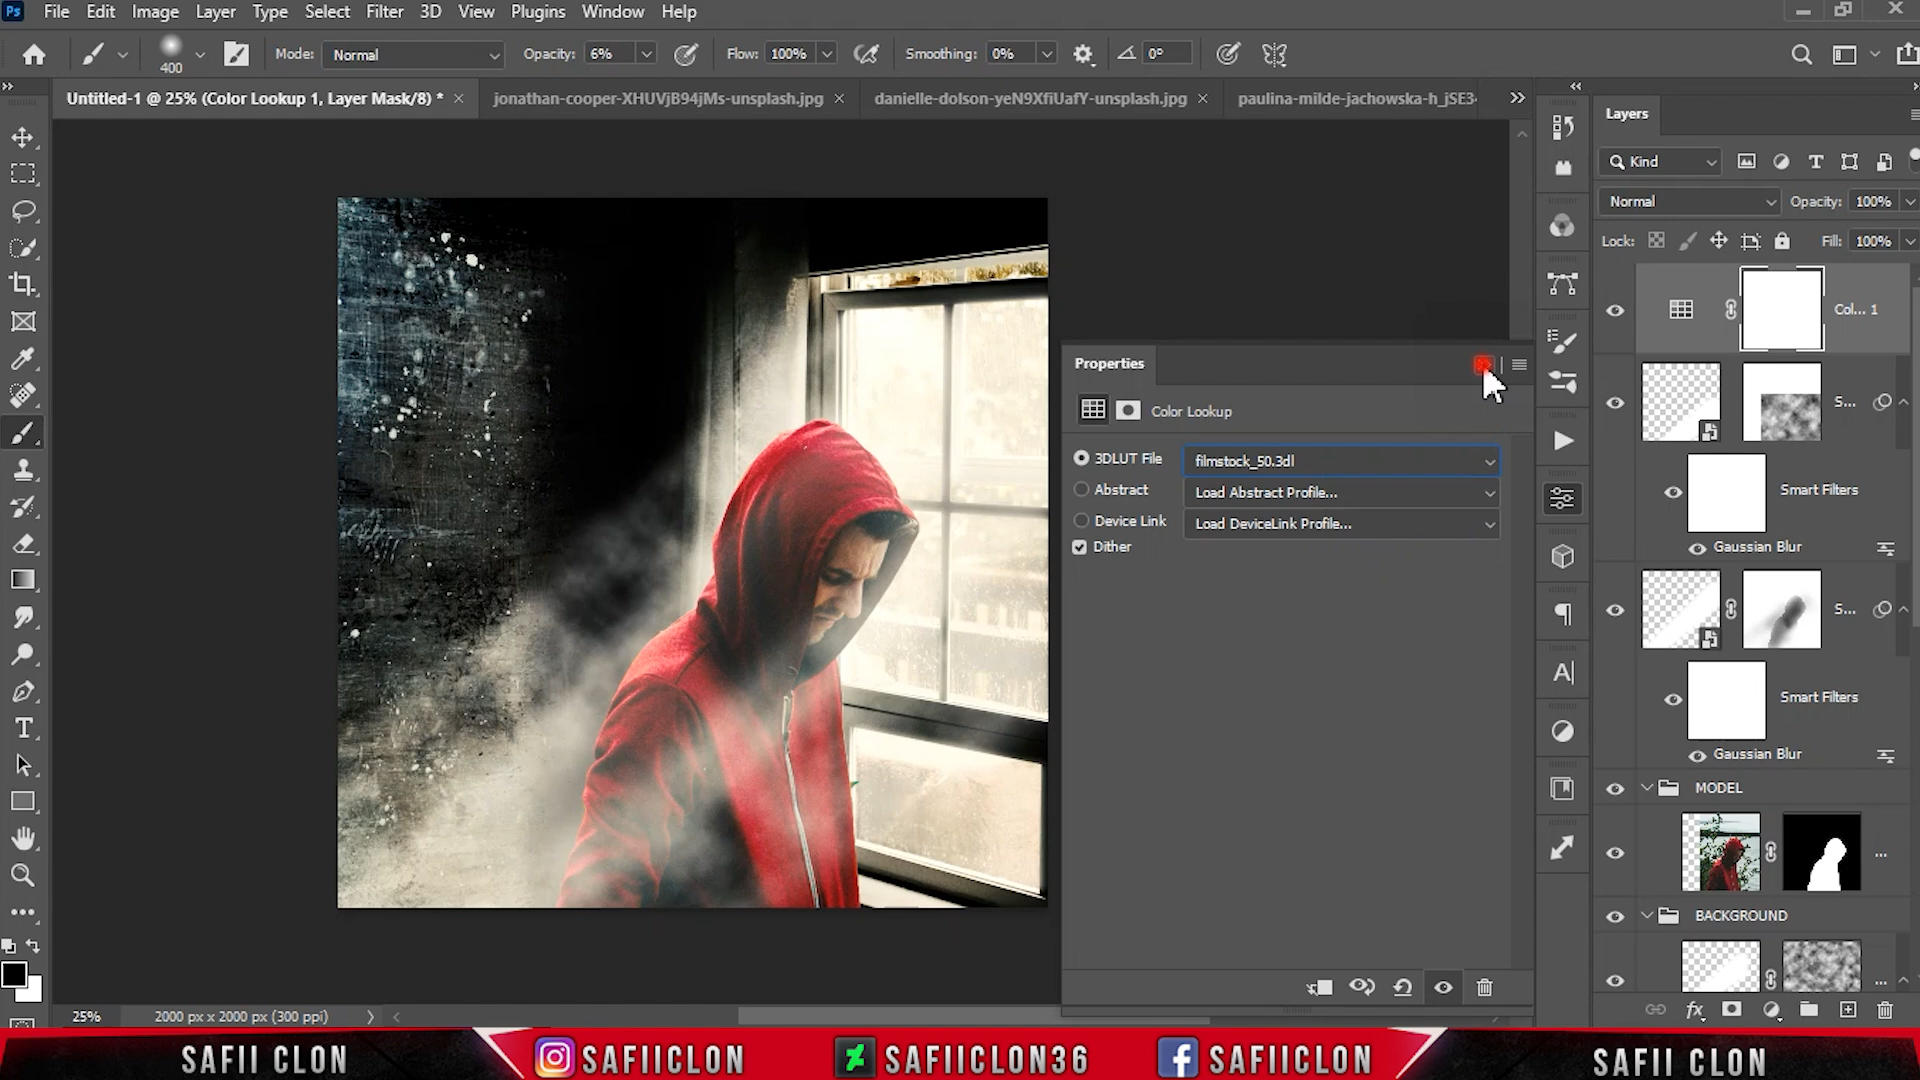 Ps File Edit Image Layer Type Select Filter 3D View Plugins Window Help
400 Mode: Normal Opacity: 6% Flow: 100% Smoothing: 0% 0°
Untitled-1 @ 25% (Color Lookup 1, Layer Mask/8) * jonathan-cooper-XHUVjB94jMs-unsplash.jpg danielle-dolson-yeN9XfiUafY-unsplash.jpg paulina-milde-jachowska-h_jSE34
Layers
Kind
Normal Opacity: 100%
Lock: Fill: 100%
Col... 1
S...
Smart Filters
Gaussian Blur
S...
Smart Filters
Gaussian Blur
MODEL
...
BACKGROUND
...
Properties
Color Lookup
3DLUT File filmstock_50.3dl
Abstract Load Abstract Profile...
Device Link Load DeviceLink Profile...
Dither
25% 2000 px x 2000 px (300 ppi)
SAFII CLON SAFIICLON SAFIICLON36 SAFIICLON SAFII CLON